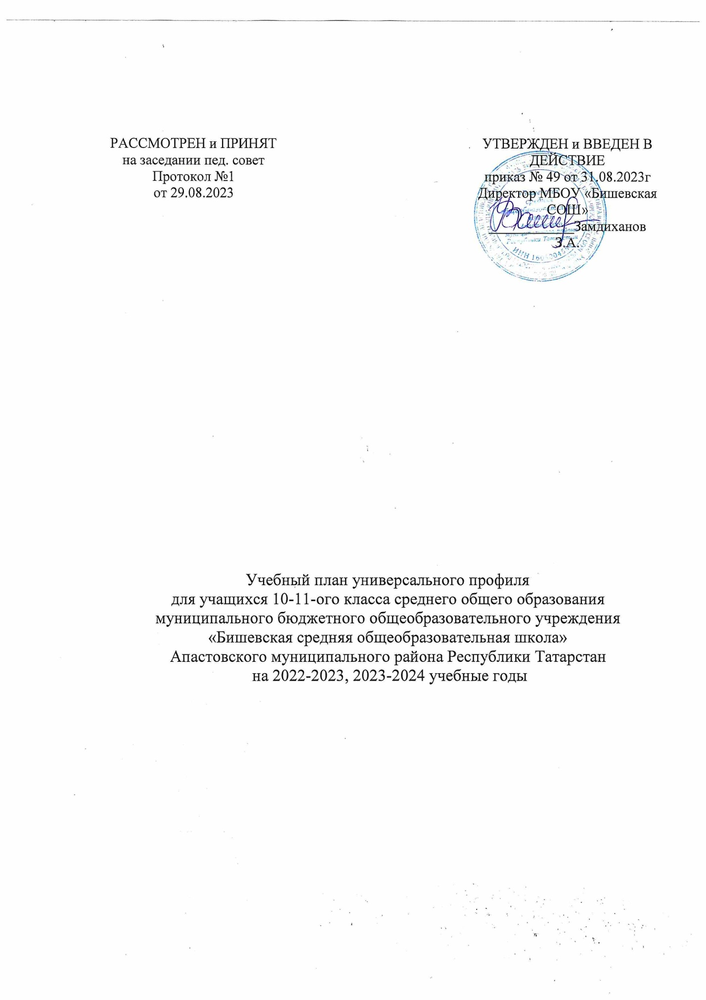 РАССМОТРЕН и ПРИНЯТ
на заседании пед. совет
Протокол №1
от 29.08.2023
УТВЕРЖДЕН и ВВЕДЕН В
ДЕЙСТВИЕ
приказ № 49 от 31.08.2023г
Директор МБОУ «Бишевская
СОШ»
Замдиханов
З.А.
Учебный план универсального профиля
для учащихся 10-11-ого класса среднего общего образования
муниципального бюджетного общеобразовательного учреждения
«Бишевская средняя общеобразовательная школа»
Апастовского муниципального района Республики Татарстан
на 2022-2023, 2023-2024 учебные годы